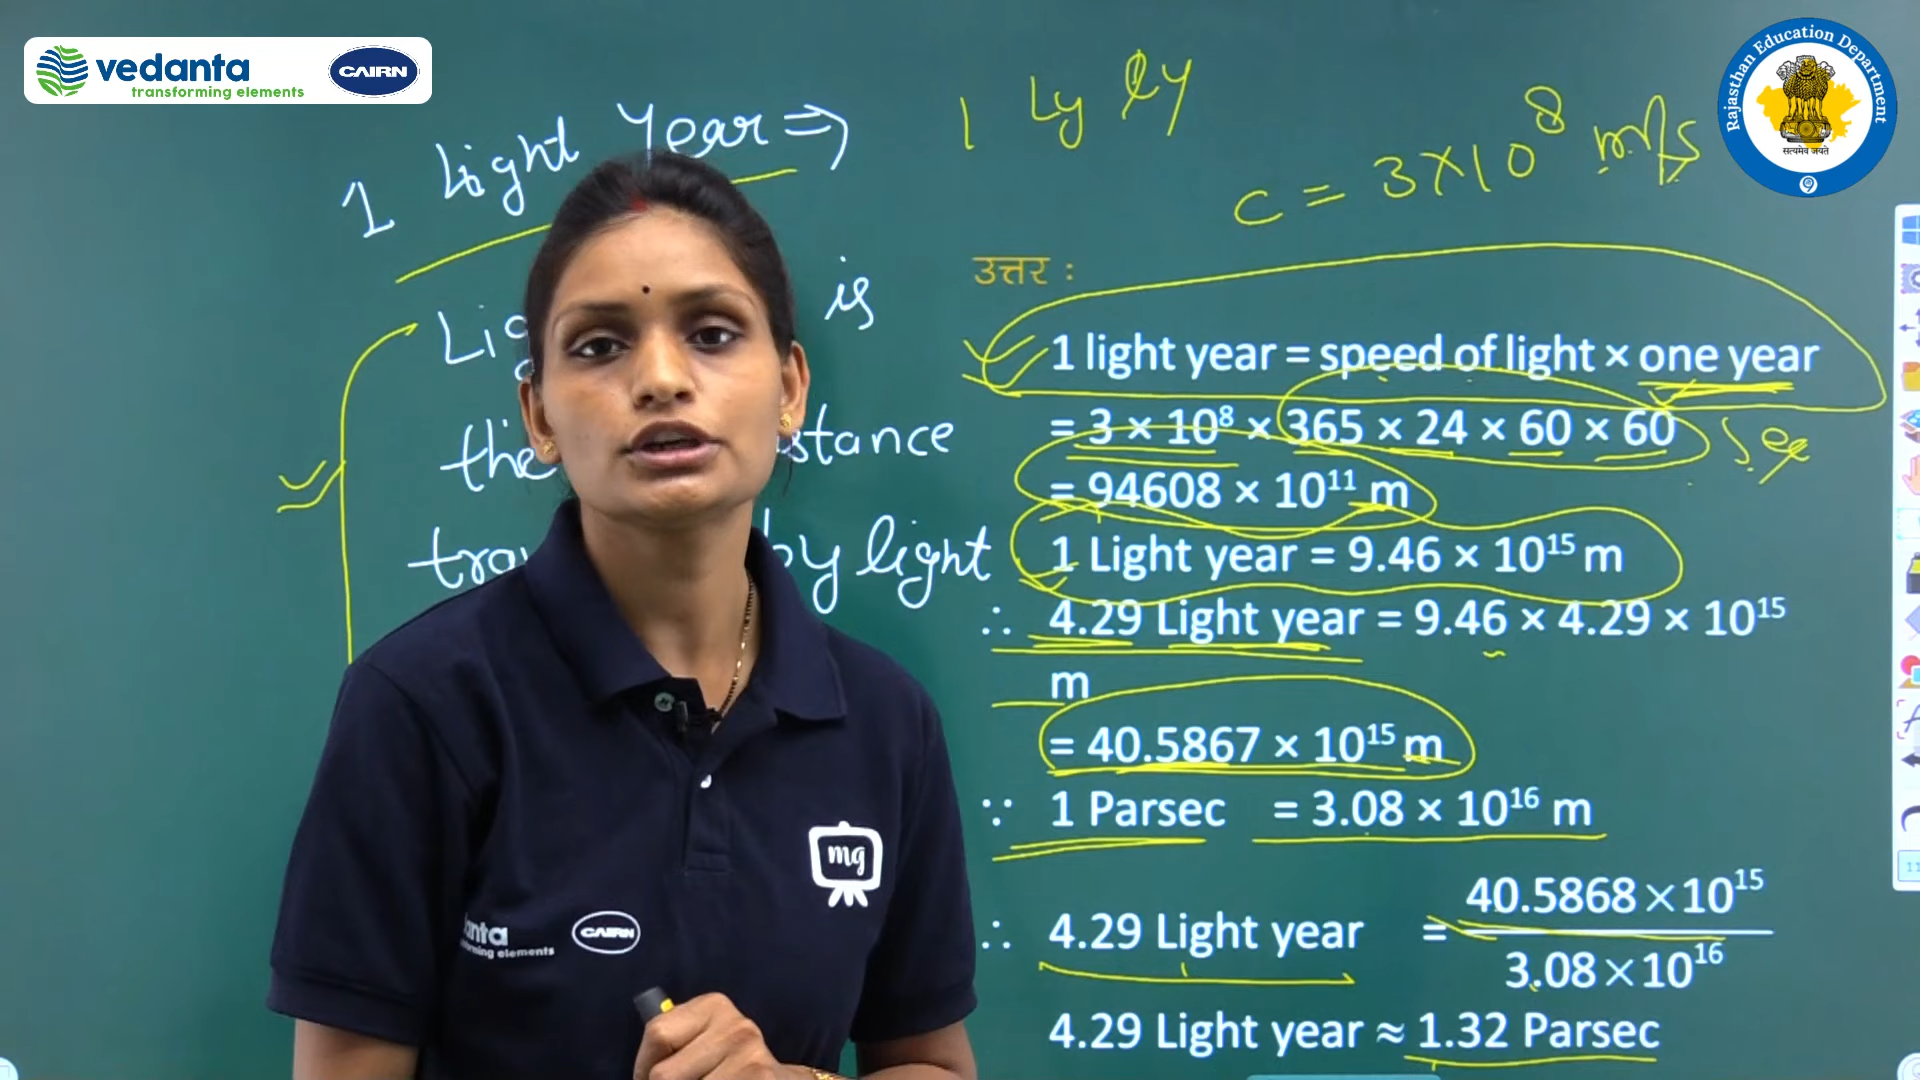 vedanta
transforming elements
CAIRN
Rajasthan Education Department
सत्यमेव जयते
1 Light Year ⇒
is
the stance
by light
1 Ly ly
c = 3×10⁸ m/s
उत्तर :
1 light year = speed of light × one year
= 3 × 10⁸ × 365 × 24 × 60 × 60
= 94608 × 10¹¹ m
1 Light year = 9.46 × 10¹⁵ m
∴ 4.29 Light year = 9.46 × 4.29 × 10¹⁵
m
= 40.5867 × 10¹⁵ m
∵ 1 Parsec = 3.08 × 10¹⁶ m
∴ 4.29 Light year = 40.5868×10¹⁵
3.08×10¹⁶
4.29 Light year ≈ 1.32 Parsec
mg
anta
CAIRN
ing elements